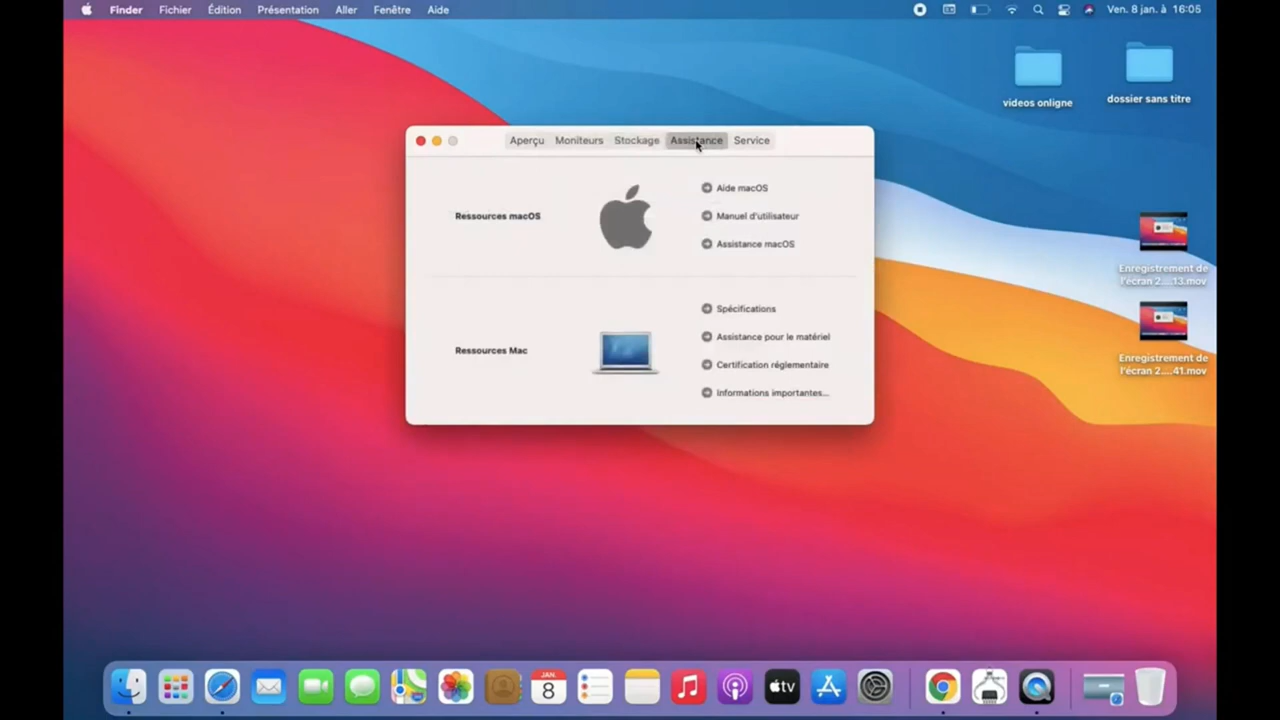 Finder Fichier Édition Présentation Aller Fenêtre Aide Ven. 8 jan. à 16:05
videos onligne
dossier sans titre
Aperçu Moniteurs Stockage Assistance Service
Ressources macOS
Aide macOS
Manuel d'utilisateur
Assistance macOS
Ressources Mac
Spécifications
Assistance pour le matériel
Certification réglementaire
Informations importantes...
Enregistrement de
l'écran 2....13.mov
Enregistrement de
l'écran 2....41.mov
JAN.
8
tv